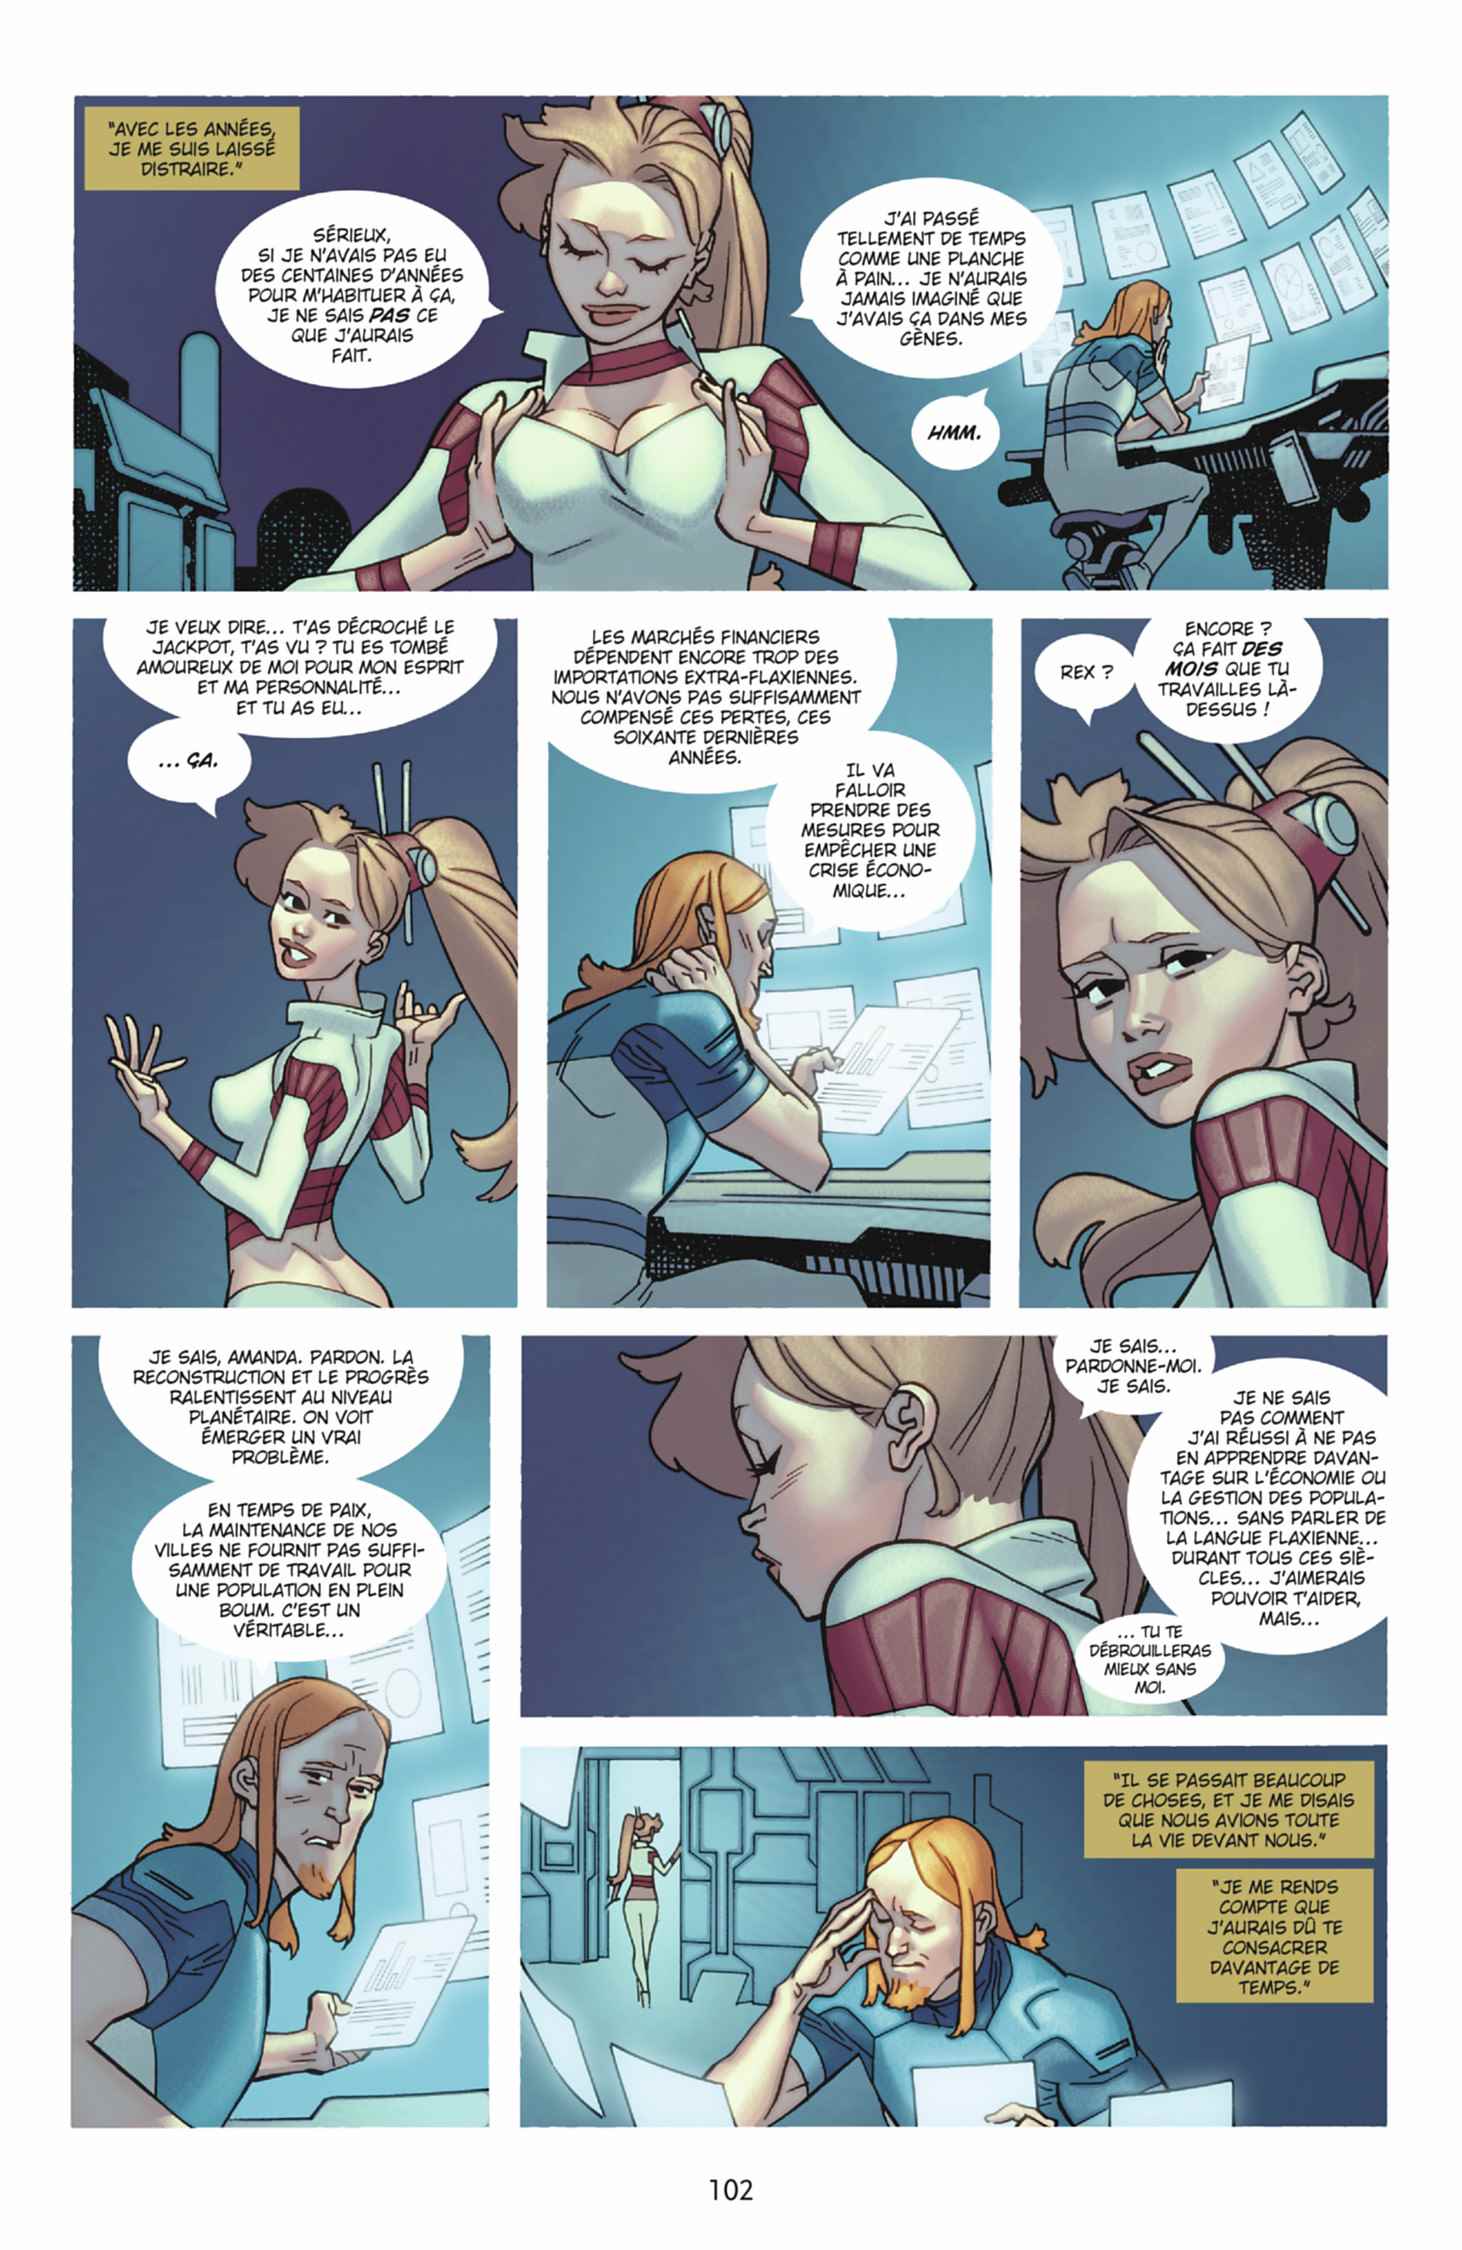 "AVEC LES ANNÉES,
JE ME SUIS LAISSÉ
DISTRAIRE."
SÉRIEUX,
SI JE N'AVAIS PAS EU
DES CENTAINES D'ANNÉES
POUR M'HABITUER À ÇA,
JE NE SAIS PAS CE
QUE J'AURAIS
FAIT.
J'AI PASSÉ
TELLEMENT DE TEMPS
COMME UNE PLANCHE
À PAIN... JE N'AURAIS
JAMAIS IMAGINÉ QUE
J'AVAIS ÇA DANS MES
GÈNES.
HMM.
JE VEUX DIRE... T'AS DÉCROCHÉ LE
JACKPOT, T'AS VU ? TU ES TOMBÉ
AMOUREUX DE MOI POUR MON ESPRIT
ET MA PERSONNALITÉ...
ET TU AS EU...
... ÇA.
LES MARCHÉS FINANCIERS
DÉPENDENT ENCORE TROP DES
IMPORTATIONS EXTRA-FLAXIENNES.
NOUS N'AVONS PAS SUFFISAMMENT
COMPENSÉ CES PERTES, CES
SOIXANTE DERNIÈRES
ANNÉES.
IL VA
FALLOIR
PRENDRE DES
MESURES POUR
EMPÊCHER UNE
CRISE ÉCONO-
MIQUE...
REX ?
ENCORE ?
ÇA FAIT DES
MOIS QUE TU
TRAVAILLES LÀ-
DESSUS !
JE SAIS, AMANDA. PARDON. LA
RECONSTRUCTION ET LE PROGRÈS
RALENTISSENT AU NIVEAU
PLANÉTAIRE. ON VOIT
ÉMERGER UN VRAI
PROBLÈME.
EN TEMPS DE PAIX,
LA MAINTENANCE DE NOS
VILLES NE FOURNIT PAS SUFFI-
SAMMENT DE TRAVAIL POUR
UNE POPULATION EN PLEIN
BOUM. C'EST UN
VÉRITABLE...
JE SAIS...
PARDONNE-MOI.
JE SAIS.
JE NE SAIS
PAS COMMENT
J'AI RÉUSSI À NE PAS
EN APPRENDRE DAVAN-
TAGE SUR L'ÉCONOMIE OU
LA GESTION DES POPULA-
TIONS... SANS PARLER DE
LA LANGUE FLAXIENNE...
DURANT TOUS CES SIÈ-
CLES... J'AIMERAIS
POUVOIR T'AIDER,
MAIS...
... TU TE
DÉBROUILLERAS
MIEUX SANS
MOI.
"IL SE PASSAIT BEAUCOUP
DE CHOSES, ET JE ME DISAIS
QUE NOUS AVIONS TOUTE
LA VIE DEVANT NOUS."
"JE ME RENDS
COMPTE QUE
J'AURAIS DÛ TE
CONSACRER
DAVANTAGE DE
TEMPS."
102